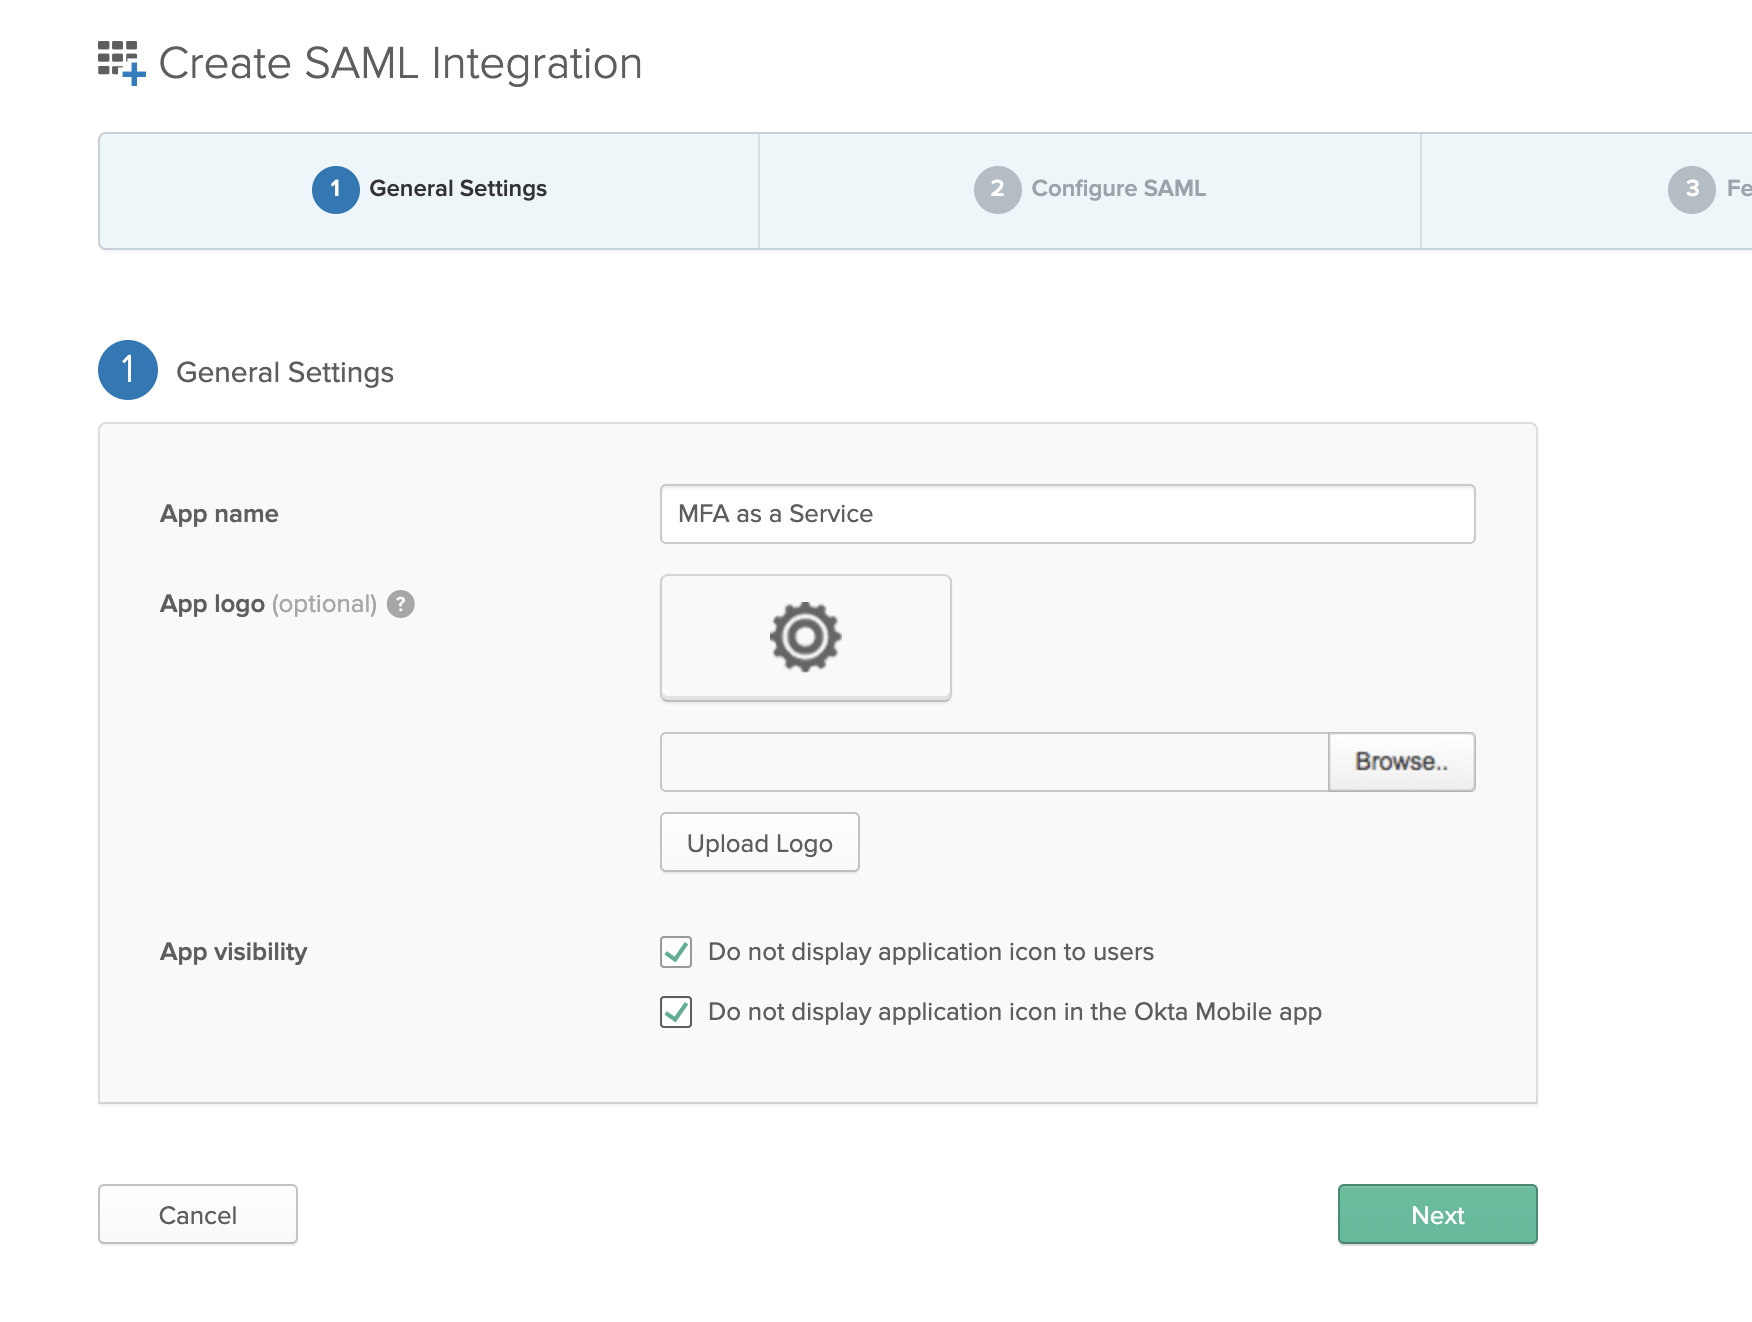 Create SAML Integration
1 General Settings
2 Configure SAML
3 Fe
1 General Settings
App name
MFA as a Service
App logo (optional) ?
Browse..
Upload Logo
App visibility
Do not display application icon to users
Do not display application icon in the Okta Mobile app
Cancel
Next